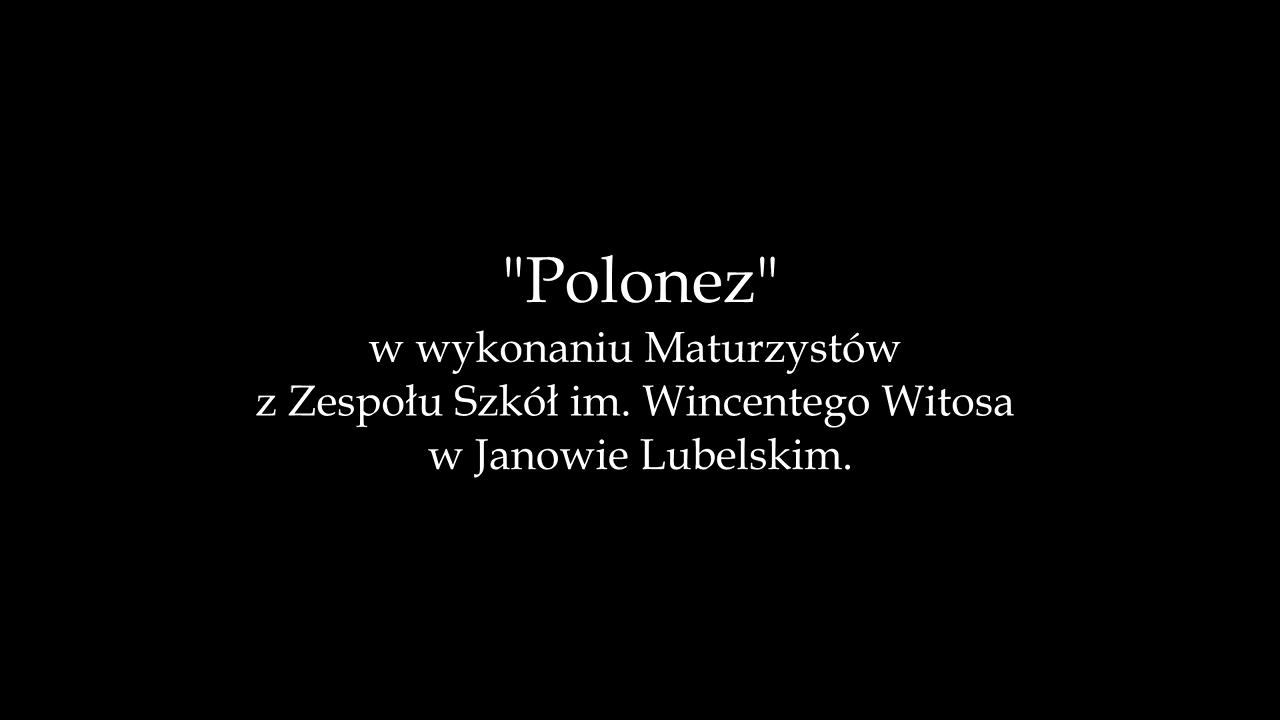 "Polonez"
w wykonaniu Maturzystów
z Zespołu Szkół im. Wincentego Witosa
w Janowie Lubelskim.